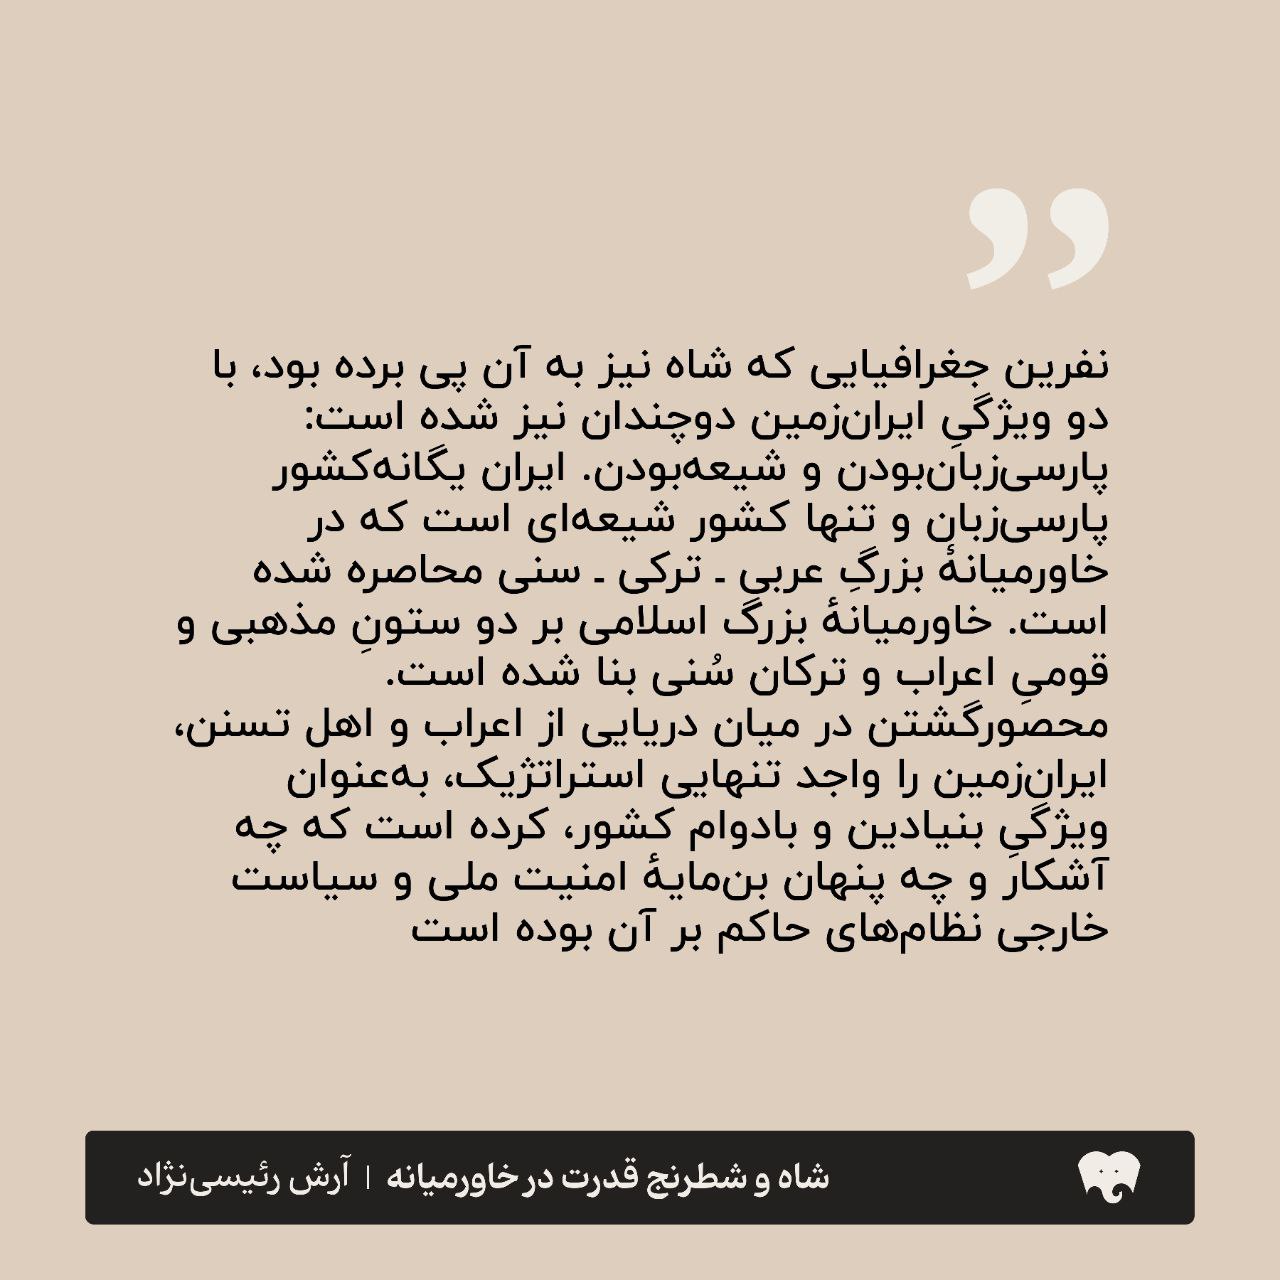 ”
نفرین جغرافیایی که شاه نیز به آن پی برده بود، با
دو ویژگیِ ایران‌زمین دوچندان نیز شده است:
پارسی‌زبان‌بودن و شیعه‌بودن. ایران یگانه‌کشور
پارسی‌زبان و تنها کشور شیعه‌ای است که در
خاورمیانهٔ بزرگِ عربی ـ ترکی ـ سنی محاصره شده
است. خاورمیانهٔ بزرگ اسلامی بر دو ستونِ مذهبی و
قومیِ اعراب و ترکان سُنی بنا شده است.
محصورگشتن در میان دریایی از اعراب و اهل تسنن،
ایران‌زمین را واجد تنهایی استراتژیک، به‌عنوان
ویژگیِ بنیادین و بادوام کشور، کرده است که چه
آشکار و چه پنهان بن‌مایهٔ امنیت ملی و سیاست
خارجی نظام‌های حاکم بر آن بوده است
شاه و شطرنج قدرت در خاورمیانه | آرش رئیسی‌نژاد